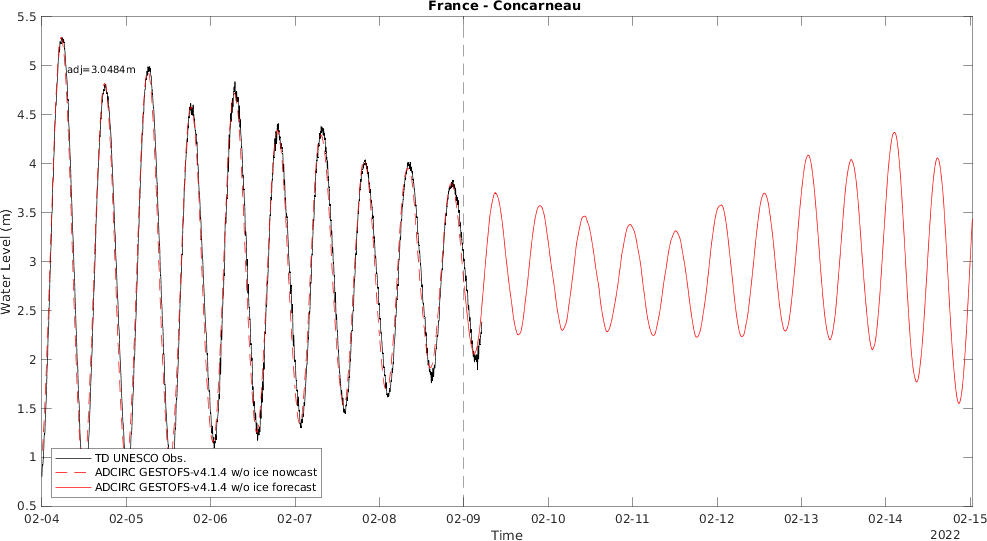 France - Concarneau
5.5
5
4.5
4
3.5
3
2.5
2
1.5
1
0.5
Water Level (m)
adj=3.0484m
TD UNESCO Obs.
ADCIRC GESTOFS-v4.1.4 w/o ice nowcast
ADCIRC GESTOFS-v4.1.4 w/o ice forecast
02-04 02-05 02-06 02-07 02-08 02-09 02-10 02-11 02-12 02-13 02-14 02-15
Time
2022